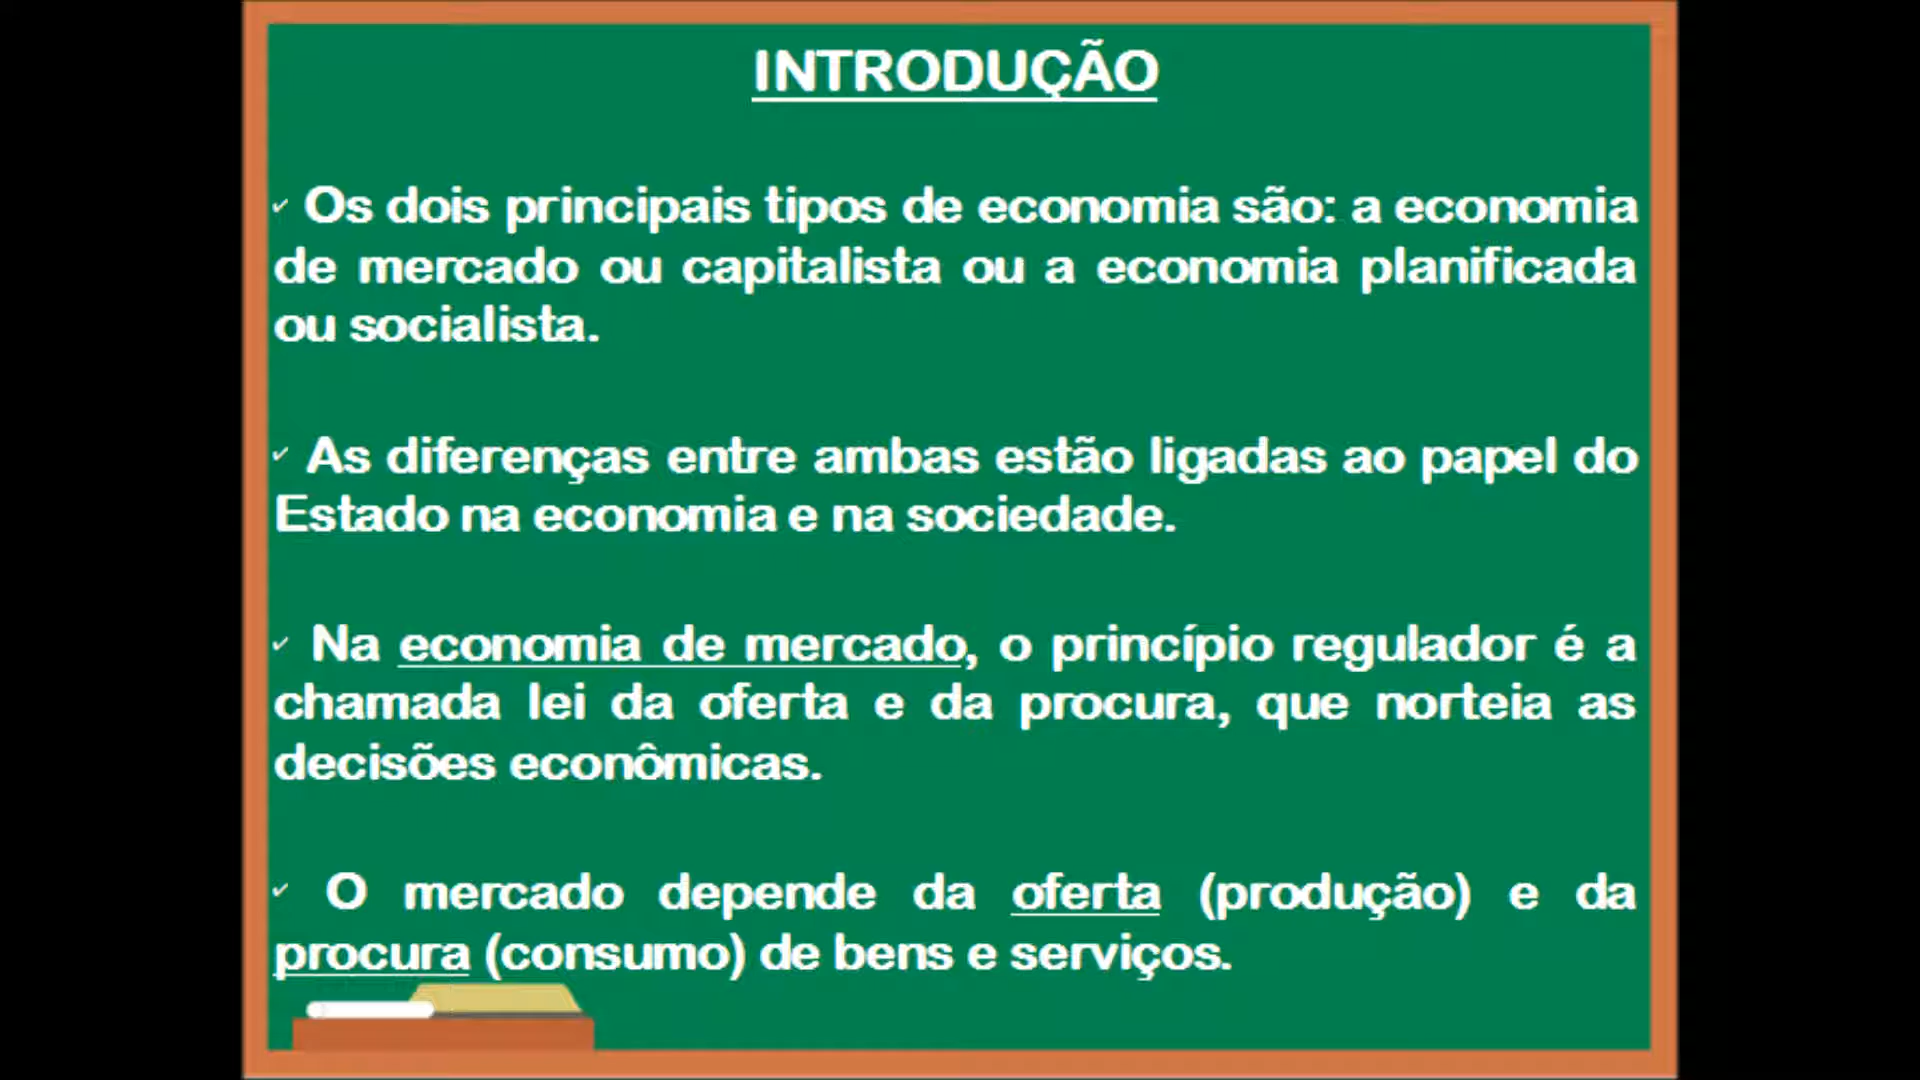 INTRODUÇÃO
✓ Os dois principais tipos de economia são: a economia
de mercado ou capitalista ou a economia planificada
ou socialista.
✓ As diferenças entre ambas estão ligadas ao papel do
Estado na economia e na sociedade.
✓ Na economia de mercado, o princípio regulador é a
chamada lei da oferta e da procura, que norteia as
decisões econômicas.
✓ O mercado depende da oferta (produção) e da
procura (consumo) de bens e serviços.